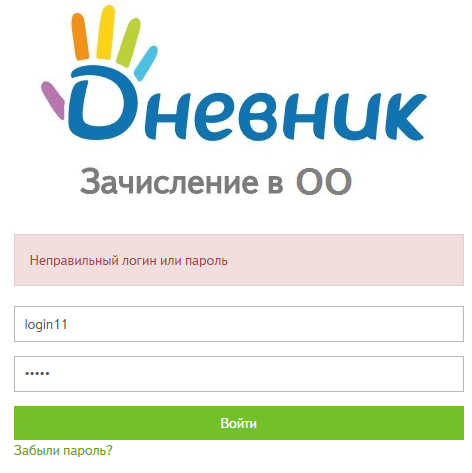 Дневник
Зачисление в ОО
Неправильный логин или пароль
login11
•••••
Войти
Забыли пароль?